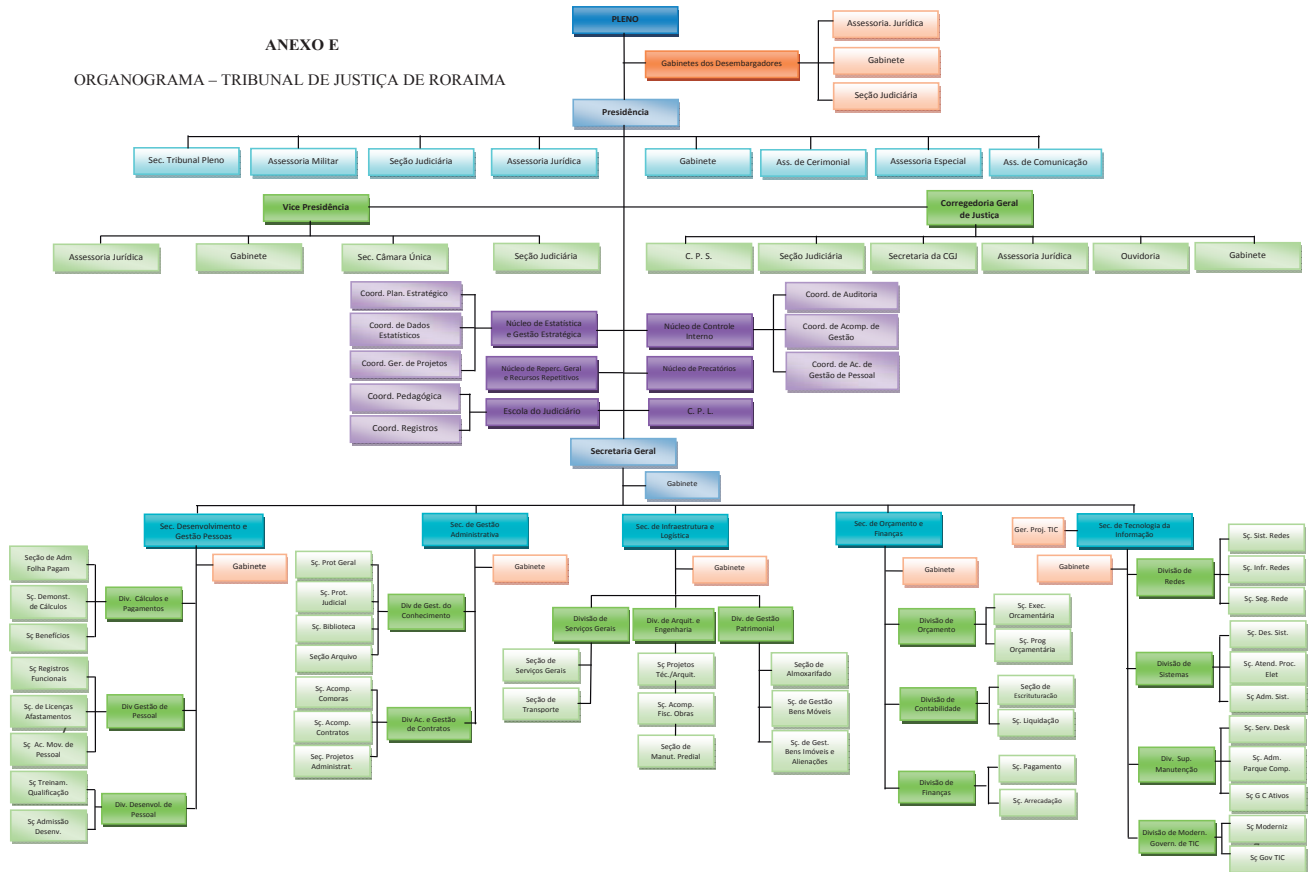 ANEXO E
ORGANOGRAMA – TRIBUNAL DE JUSTIÇA DE RORAIMA
PLENO
Gabinetes dos Desembargadores
Assessoria. Jurídica
Gabinete
Seção Judiciária
Presidência
Sec. Tribunal Pleno
Assessoria Militar
Seção Judiciária
Assessoria Jurídica
Gabinete
Ass. de Cerimonial
Assessoria Especial
Ass. de Comunicação
Vice Presidência
Corregedoria Geral
de Justiça
Assessoria Jurídica
Gabinete
Sec. Câmara Única
Seção Judiciária
C. P. S.
Seção Judiciária
Secretaria da CGJ
Assessoria Jurídica
Ouvidoria
Gabinete
Coord. Plan. Estratégico
Coord. de Dados
Estatísticos
Coord. Ger. de Projetos
Núcleo de Estatística
e Gestão Estratégica
Núcleo de Controle
Interno
Coord. de Auditoria
Coord. de Acomp. de
Gestão
Coord. de Ac. de
Gestão de Pessoal
Núcleo de Reperc. Geral
e Recursos Repetitivos
Núcleo de Precatórios
Coord. Pedagógica
Coord. Registros
Escola do Judiciário
C. P. L.
Secretaria Geral
Gabinete
Sec. Desenvolvimento e
Gestão Pessoas
Gabinete
Seção de Adm
Folha Pagam
Sç. Demonst.
de Cálculos
Sç Benefícios
Div. Cálculos e
Pagamentos
Sç Registros
Funcionais
Sç. de Licenças
Afastamentos
Sç Ac. Mov. de
Pessoal
Div Gestão de
Pessoal
Sç Treinam.
Qualificação
Sç Admissão
Desenv.
Div. Desenvol. de
Pessoal
Sec. de Gestão
Administrativa
Gabinete
Sç. Prot Geral
Sç. Prot.
Judicial
Sç. Biblioteca
Seção Arquivo
Div de Gest. do
Conhecimento
Sç. Acomp.
Comoras
Sç. Acomp.
Contratos
Seç. Projetos
Administrat.
Div Ac. e Gestão
de Contratos
Sec. de Infraestrutura e
Logística
Gabinete
Divisão de
Serviços Gerais
Div. de Arquit. e
Engenharia
Div. de Gestão
Patrimonial
Seção de
Serviços Gerais
Seção de
Transporte
Sç Projetos
Téc./Arquit.
Sç. Acomp.
Fisc. Obras
Seção de
Manut. Predial
Seção de
Almoxarifado
Sç. de Gestão
Bens Móveis
Sç. de Gest.
Bens Imóveis e
Alienações
Sec. de Orçamento e
Finanças
Gabinete
Divisão de
Orçamento
Sç. Exec.
Orcamentária
Sç. Prog
Orçamentária
Divisão de
Contabilidade
Seção de
Escrituração
Sç. Liquidação
Divisão de
Finanças
Sç. Pagamento
Sç. Arrecadação
Ger. Proj. TIC
Sec. de Tecnologia da
Informação
Gabinete
Divisão de
Redes
Sç. Sist. Redes
Sç. Infr. Redes
Sç. Seg. Rede
Divisão de
Sistemas
Sç. Des. Sist.
Sç. Atend. Proc.
Elet
Sç Adm. Sist.
Div. Sup.
Manutenção
Sç. Serv. Desk
Sç. Adm.
Parque Comp.
Sç G C Ativos
Divisão de Modern.
Govern. de TIC
Sç Moderniz
Sç Gov TIC